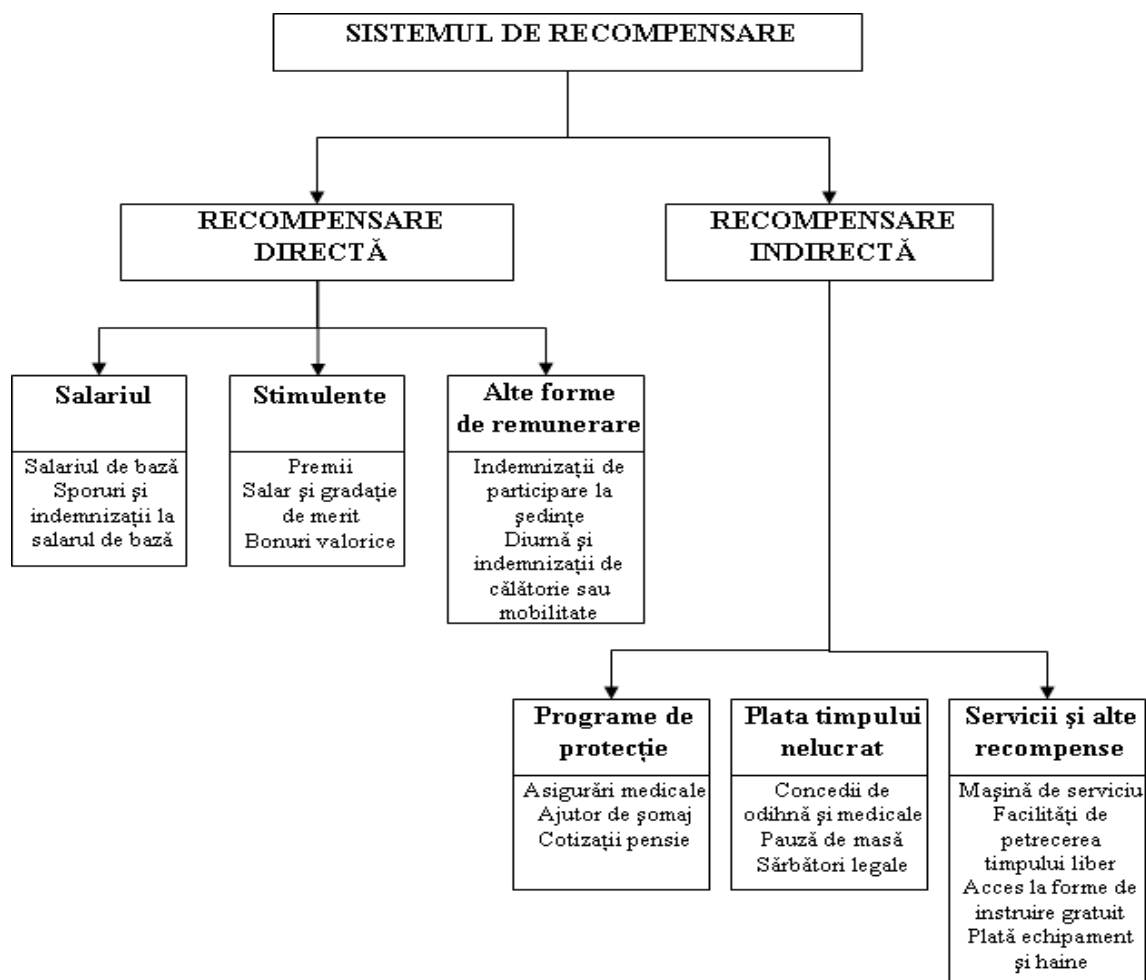 SISTEMUL DE RECOMPENSARE
RECOMPENSARE
DIRECTĂ
RECOMPENSARE
INDIRECTĂ
Salariul
Salariul de bază
Sporuri şi
indemnizaţii la
salarul de bază
Stimulente
Premii
Salar şi gradaţie
de merit
Bonuri valorice
Alte forme
de remunerare
Indemnizaţii de
participare la
şedinţe
Diurnă şi
indemnizaţii de
călătorie sau
mobilitate
Programe de
protecţie
Asigurări medicale
Ajutor de şomaj
Cotizaţii pensie
Plata timpului
nelucrat
Concedii de
odihnă şi medicale
Pauză de masă
Sărbători legale
Servicii şi alte
recompense
Maşină de serviciu
Facilităţi de
petrecerea
timpului liber
Acces la forme de
instruire gratuit
Plată echipament
şi haine